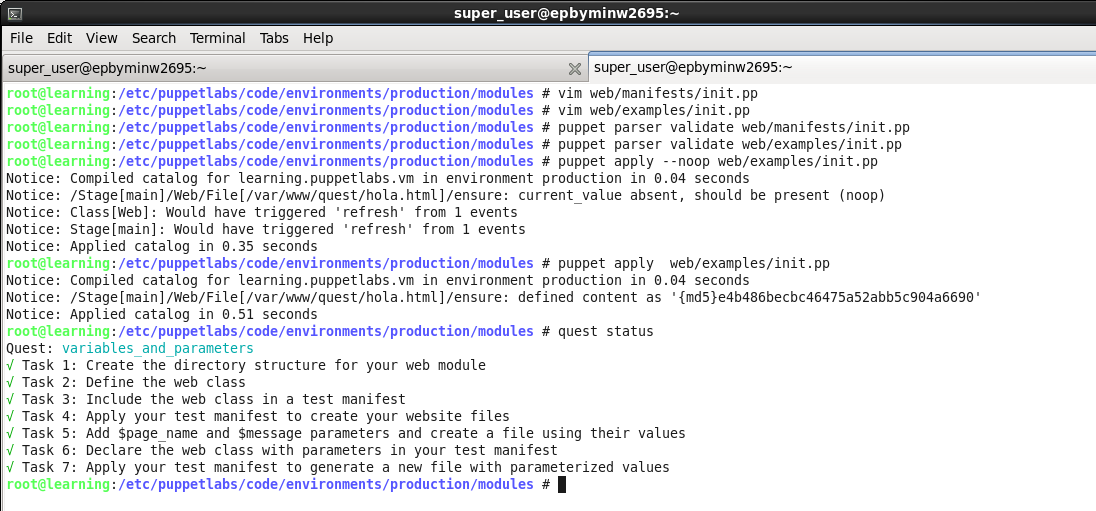 super_user@epbyminw2695:~
File Edit View Search Terminal Tabs Help
super_user@epbyminw2695:~ super_user@epbyminw2695:~
root@learning:/etc/puppetlabs/code/environments/production/modules # vim web/manifests/init.pp
root@learning:/etc/puppetlabs/code/environments/production/modules # vim web/examples/init.pp
root@learning:/etc/puppetlabs/code/environments/production/modules # puppet parser validate web/manifests/init.pp
root@learning:/etc/puppetlabs/code/environments/production/modules # puppet parser validate web/examples/init.pp
root@learning:/etc/puppetlabs/code/environments/production/modules # puppet apply --noop web/examples/init.pp
Notice: Compiled catalog for learning.puppetlabs.vm in environment production in 0.04 seconds
Notice: /Stage[main]/Web/File[/var/www/quest/hola.html]/ensure: current_value absent, should be present (noop)
Notice: Class[Web]: Would have triggered 'refresh' from 1 events
Notice: Stage[main]: Would have triggered 'refresh' from 1 events
Notice: Applied catalog in 0.35 seconds
root@learning:/etc/puppetlabs/code/environments/production/modules # puppet apply  web/examples/init.pp
Notice: Compiled catalog for learning.puppetlabs.vm in environment production in 0.04 seconds
Notice: /Stage[main]/Web/File[/var/www/quest/hola.html]/ensure: defined content as '{md5}e4b486becbc46475a52abb5c904a6690'
Notice: Applied catalog in 0.51 seconds
root@learning:/etc/puppetlabs/code/environments/production/modules # quest status
Quest: variables_and_parameters
√ Task 1: Create the directory structure for your web module
√ Task 2: Define the web class
√ Task 3: Include the web class in a test manifest
√ Task 4: Apply your test manifest to create your website files
√ Task 5: Add $page_name and $message parameters and create a file using their values
√ Task 6: Declare the web class with parameters in your test manifest
√ Task 7: Apply your test manifest to generate a new file with parameterized values
root@learning:/etc/puppetlabs/code/environments/production/modules #